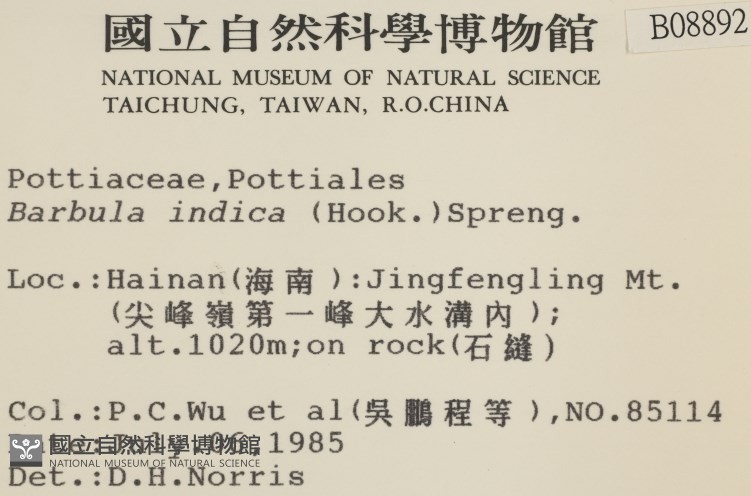 國立自然科學博物館
B08892
NATIONAL MUSEUM OF NATURAL SCIENCE
TAICHUNG, TAIWAN, R.O.CHINA
Pottiaceae,Pottiales
Barbula indica (Hook.)Spreng.
Loc.:Hainan(海南):Jingfengling Mt.
(尖峰嶺第一峰大水溝內);
alt.1020m;on rock(石縫)
Col.:P.C.Wu et al(吳鵬程等),NO.85114
1985
國立自然科學博物館
NATIONAL MUSEUM OF NATURAL SCIENCE
Det.:D.H.Norris